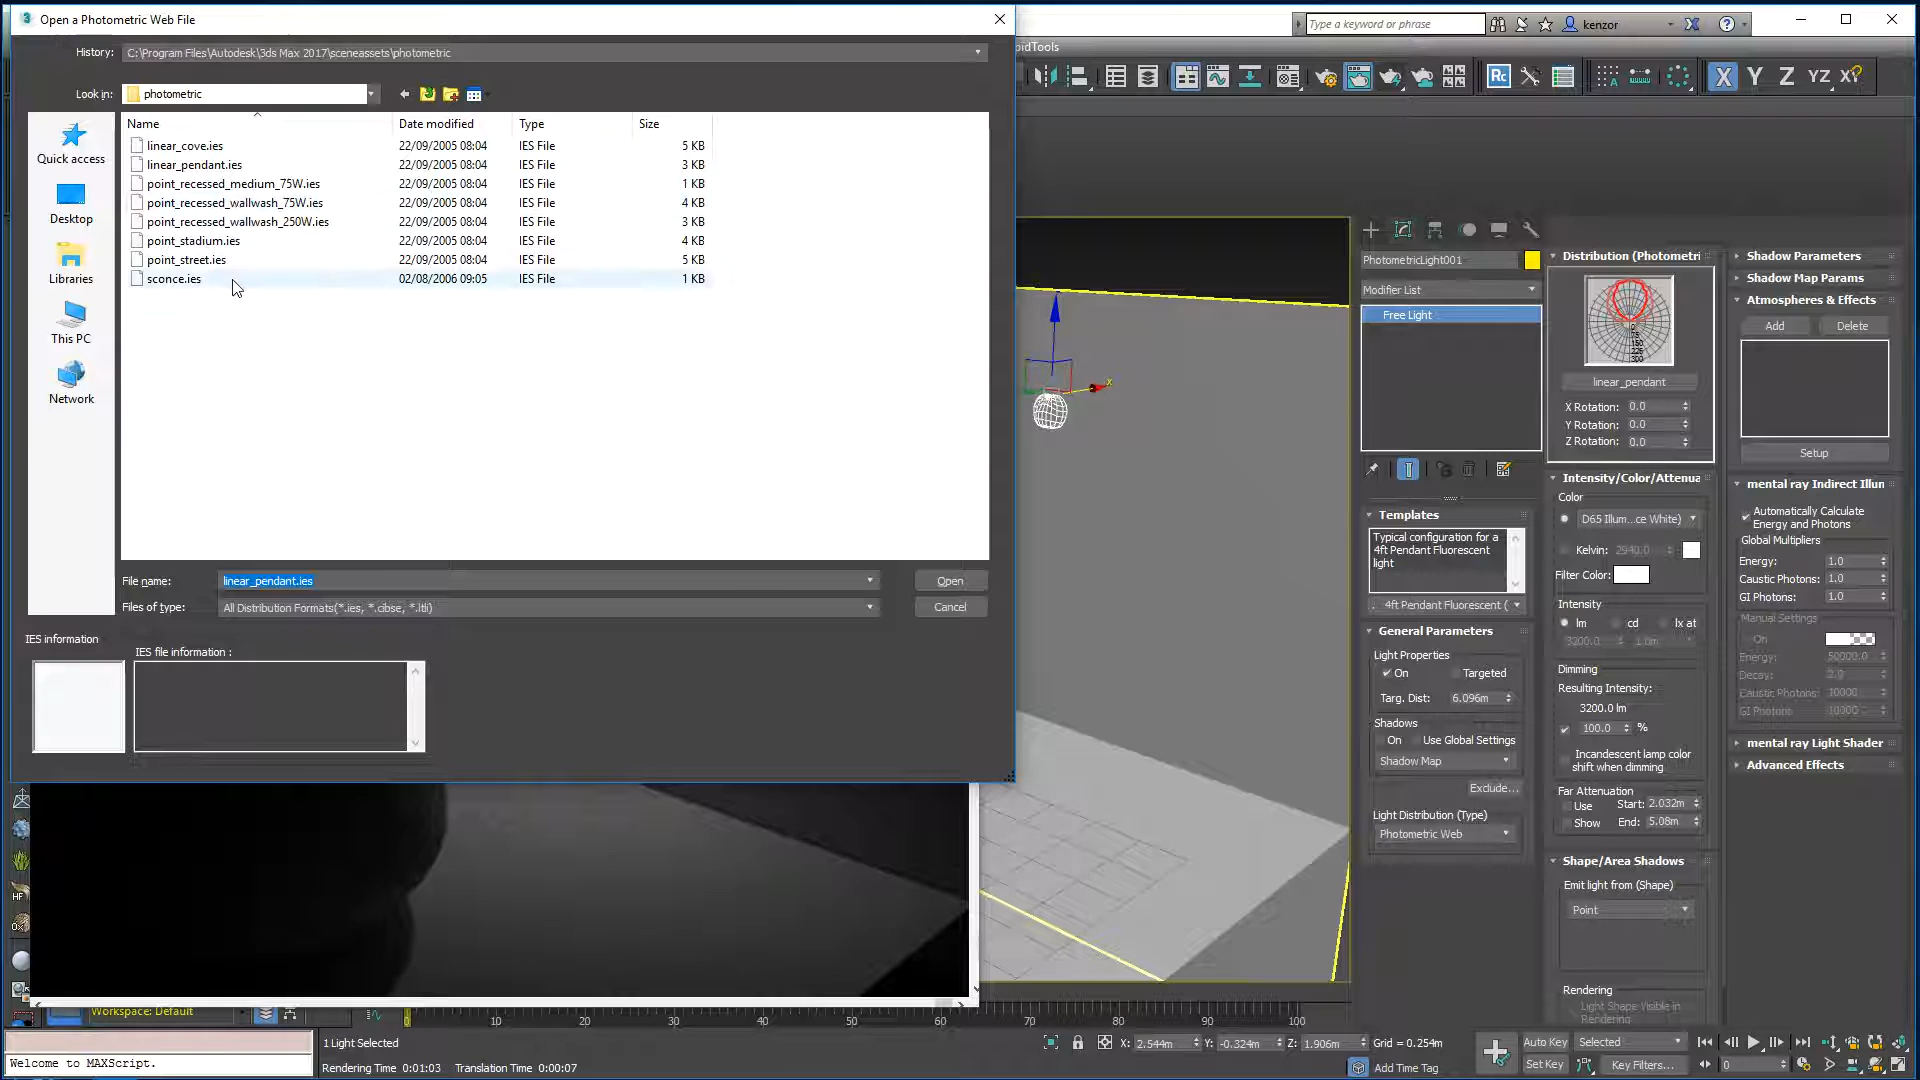 Open a Photometric Web File
History: C:\Program Files\Autodesk\3ds Max 2017\sceneassets\photometric
Look in: photometric
Name Date modified Type Size
linear_cove.ies 22/09/2005 08:04 IES File 5 KB
linear_pendant.ies 22/09/2005 08:04 IES File 3 KB
point_recessed_medium_75W.ies 22/09/2005 08:04 IES File 1 KB
point_recessed_wallwash_75W.ies 22/09/2005 08:04 IES File 4 KB
point_recessed_wallwash_250W.ies 22/09/2005 08:04 IES File 3 KB
point_stadium.ies 22/09/2005 08:04 IES File 4 KB
point_street.ies 22/09/2005 08:04 IES File 5 KB
sconce.ies 02/08/2006 09:05 IES File 1 KB
Quick access
Desktop
Libraries
This PC
Network
File name: linear_pendant.ies Open
Files of type: All Distribution Formats(*.ies, *.cibse, *.ltli) Cancel
IES information
IES file information :
Type a keyword or phrase
kenzor
pidTools
X Y Z YZ XY
PhotometricLight001
Modifier List
Free Light
Templates
Typical configuration for a
4ft Pendant Fluorescent
light
4ft Pendant Fluorescent (
General Parameters
Light Properties
On Targeted
Targ. Dist: 6.096m
Shadows
On Use Global Settings
Shadow Map
Exclude...
Light Distribution (Type)
Photometric Web
Distribution (Photometri
0
75
150
225
300
linear_pendant
X Rotation: 0.0
Y Rotation: 0.0
Z Rotation: 0.0
Intensity/Color/Attenua
Color
D65 Illum...ce White)
Kelvin: 2940.0
Filter Color:
Intensity
lm cd lx at
3200.0 1.0m
Dimming
Resulting Intensity:
3200.0 lm
100.0 %
Incandescent lamp color
shift when dimming
Far Attenuation
Use Start: 2.032m
Show End: 5.08m
Shape/Area Shadows
Emit light from (Shape)
Point
Rendering
Light Shape Visible in
Rendering
Shadow Parameters
Shadow Map Params
Atmospheres & Effects
Add Delete
Setup
mental ray Indirect Illun
Automatically Calculate
Energy and Photons
Global Multipliers
Energy: 1.0
Caustic Photons: 1.0
GI Photons: 1.0
Manual Settings
On
Energy: 50000.0
Decay: 2.0
Caustic Photons: 10000
GI Photons: 10000
mental ray Light Shader
Advanced Effects
x
HF
Workspace: Default
0 10 20 30 40 50 60 70 80 90 100
Welcome to MAXScript.
1 Light Selected
Rendering Time 0:01:03 Translation Time 0:00:07
X: 2.544m Y: -0.324m Z: 1.906m Grid = 0.254m
Add Time Tag
Auto Key Selected
Set Key Key Filters...
0